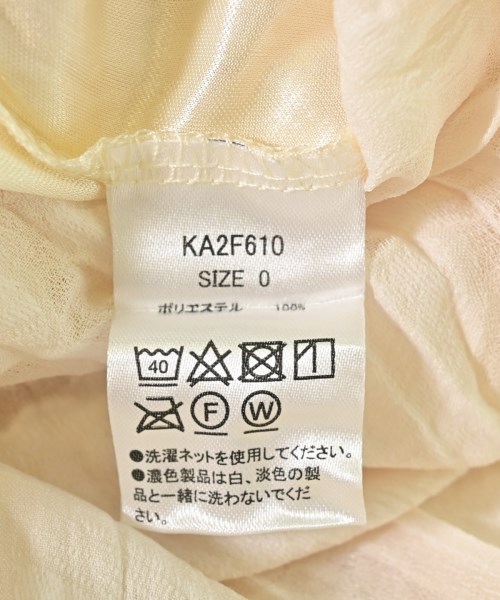 KA2F610
SIZE 0
ポリエステル 100%
40
F W
●洗濯ネットを使用してください。
●濃色製品は白、淡色の製
品と一緒に洗わないでくだ
さい。